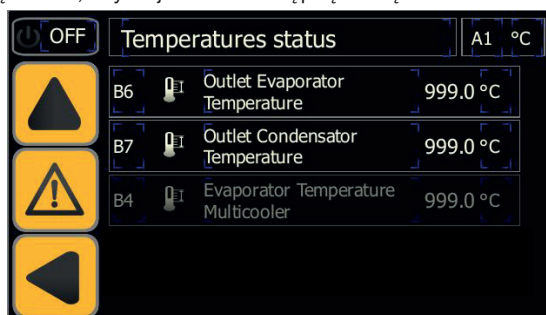 OFF
Temperatures status
A1 °C
B6
Outlet Evaporator
Temperature
999.0 °C
B7
Outlet Condensator
Temperature
999.0 °C
B4
Evaporator Temperature
Multicooler
999.0 °C